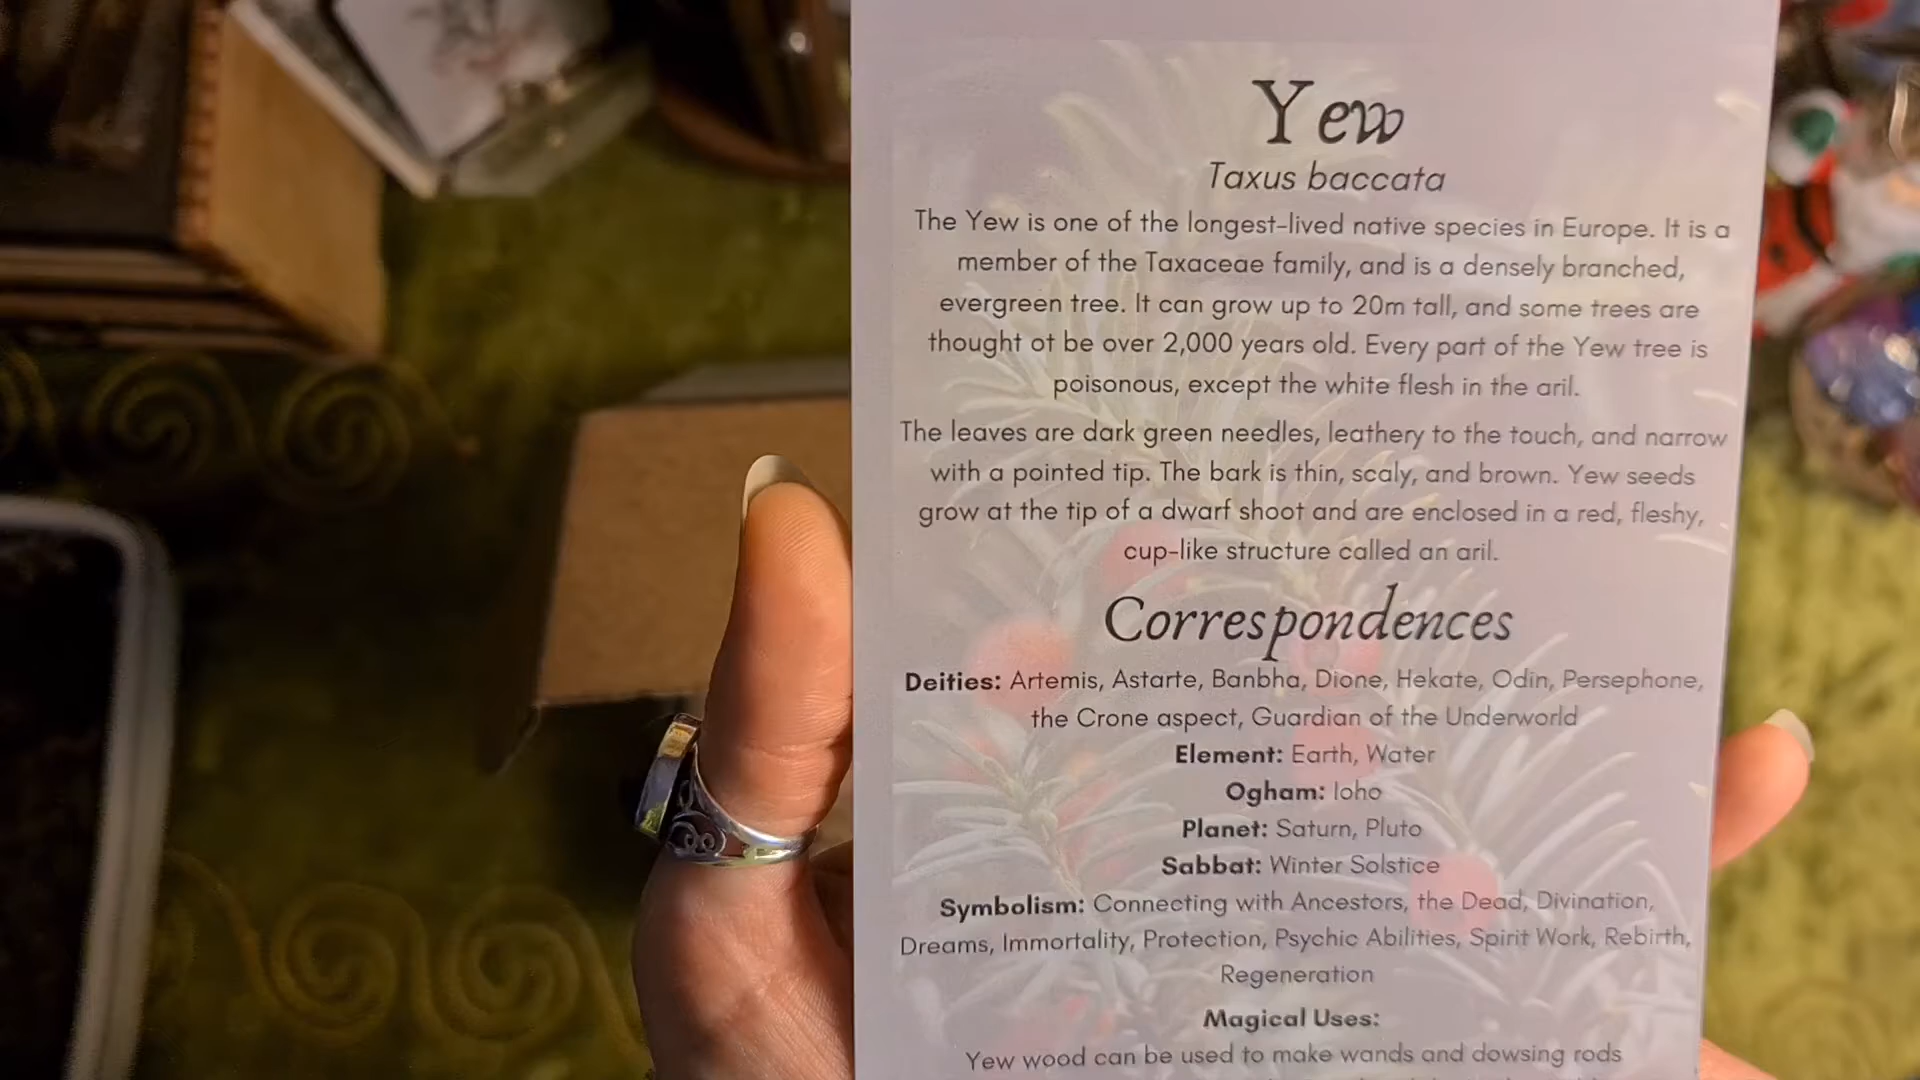 Yew
Taxus baccata
The Yew is one of the longest-lived native species in Europe. It is a
member of the Taxaceae family, and is a densely branched,
evergreen tree. It can grow up to 20m tall, and some trees are
thought ot be over 2,000 years old. Every part of the Yew tree is
poisonous, except the white flesh in the aril.
The leaves are dark green needles, leathery to the touch, and narrow
with a pointed tip. The bark is thin, scaly, and brown. Yew seeds
grow at the tip of a dwarf shoot and are enclosed in a red, fleshy,
cup-like structure called an aril.
Correspondences
Deities: Artemis, Astarte, Banbha, Dione, Hekate, Odin, Persephone,
the Crone aspect, Guardian of the Underworld
Element: Earth, Water
Ogham: Ioho
Planet: Saturn, Pluto
Sabbat: Winter Solstice
Symbolism: Connecting with Ancestors, the Dead, Divination,
Dreams, Immortality, Protection, Psychic Abilities, Spirit Work, Rebirth,
Regeneration
Magical Uses:
Yew wood can be used to make wands and dowsing rods